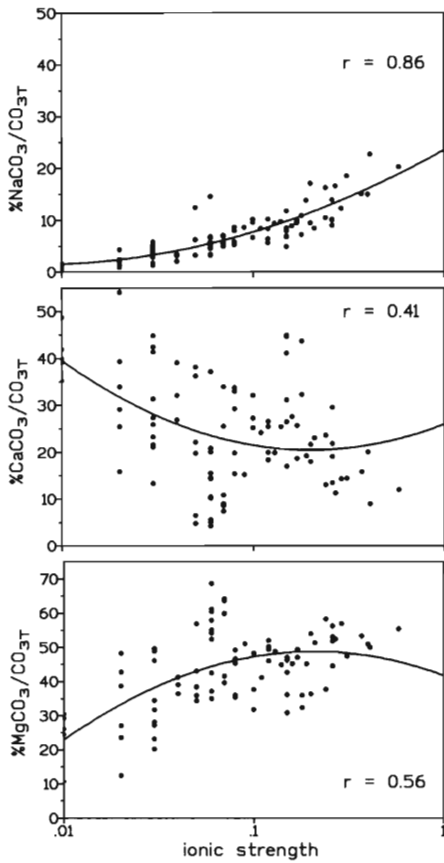 50
40
30
20
10
0
%NaCO3/CO3T
r = 0.86
50
40
30
20
10
0
%CaCO3/CO3T
r = 0.41
70
60
50
40
30
20
10
0
%MgCO3/CO3T
r = 0.56
.01 .1 1
ionic strength